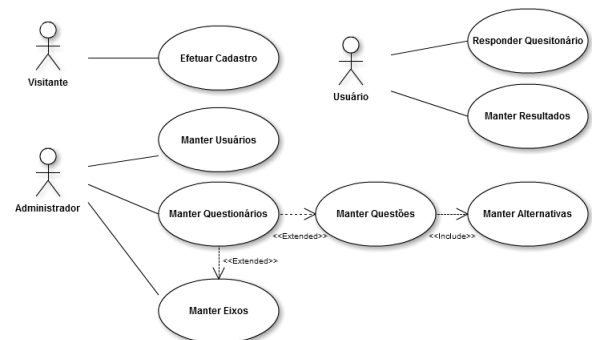 Visitante
Efetuar Cadastro
Usuário
Responder Quesitonário
Manter Resultados
Administrador
Manter Usuários
Manter Questionários
<<Extended>>
Manter Questões
<<Include>>
Manter Alternativas
<<Extended>>
Manter Eixos